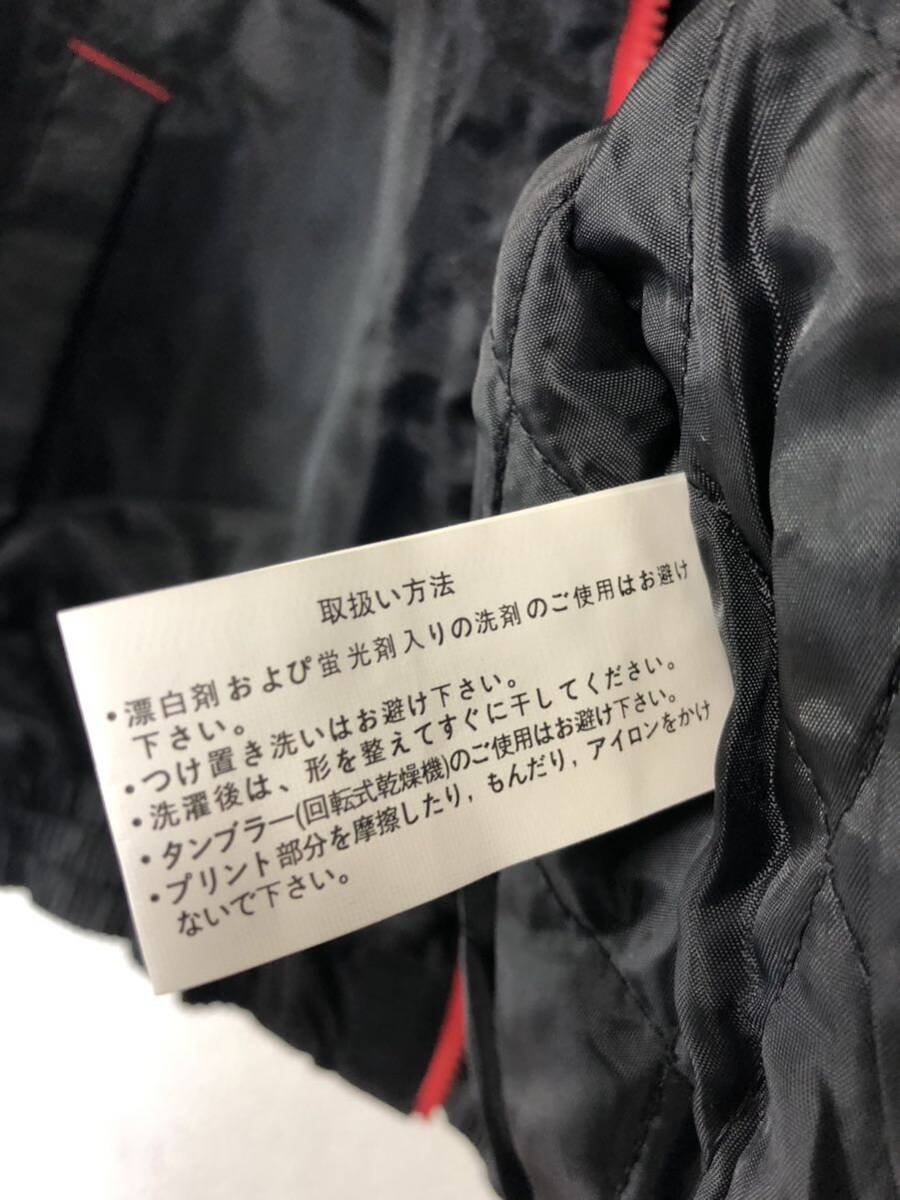 取扱い方法
・漂白剤および蛍光剤入りの洗剤のご使用はお避け
下さい。
・つけ置き洗いはお避け下さい。
・洗濯後は、形を整えてすぐに干してください。
・タンブラー(回転式乾燥機)のご使用はお避け下さい。
・プリント部分を摩擦したり，もんだり，アイロンをかけ
ないで下さい。